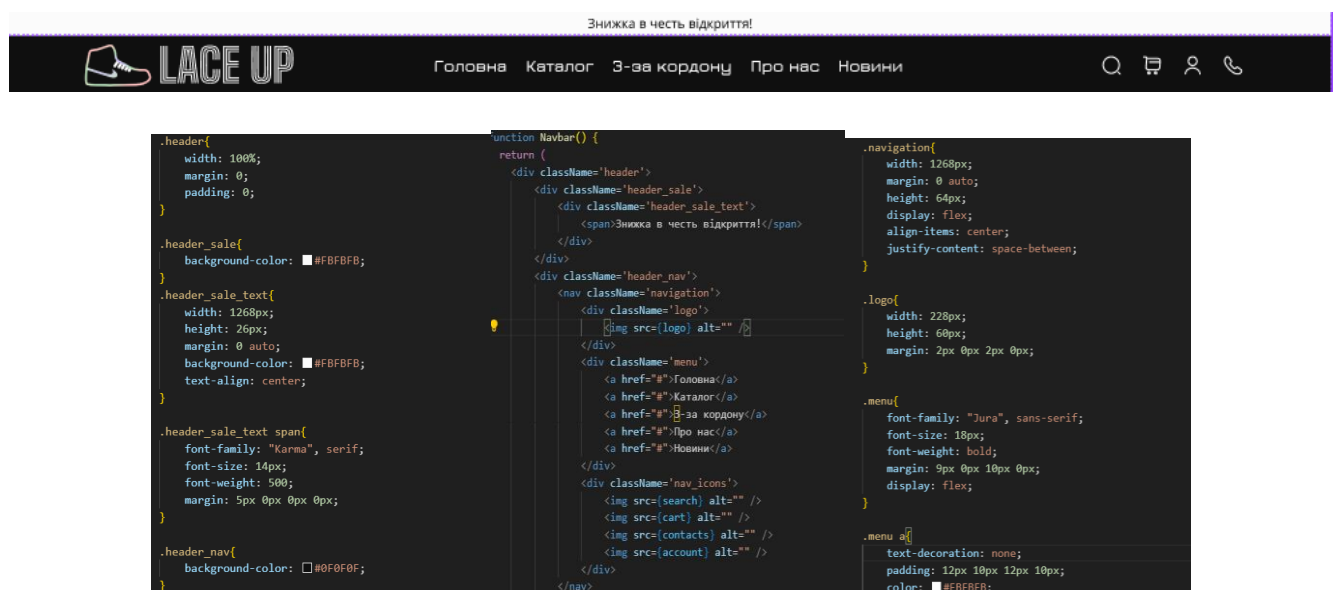 Знижка в честь відкриття!
LACE UP
Головна Каталог З-за кордону Про нас Новини
.header{
width: 100%;
margin: 0;
padding: 0;
}
.header_sale{
background-color: #FBFBFB;
}
.header_sale_text{
width: 1268px;
height: 26px;
margin: 0 auto;
background-color: #FBFBFB;
text-align: center;
}
.header_sale_text span{
font-family: "Karma", serif;
font-size: 14px;
font-weight: 500;
margin: 5px 0px 0px 0px;
}
.header_nav{
background-color: #0F0F0F;
}
unction Navbar() {
return (
<div className='header'>
<div className='header_sale'>
<div className='header_sale_text'>
<span>Знижка в честь відкриття!</span>
</div>
</div>
<div className='header_nav'>
<nav className='navigation'>
<div className='logo'>
<img src={logo} alt="" />
</div>
<div className='menu'>
<a href="#">Головна</a>
<a href="#">Каталог</a>
<a href="#">З-за кордону</a>
<a href="#">Про нас</a>
<a href="#">Новини</a>
</div>
<div className='nav_icons'>
<img src={search} alt="" />
<img src={cart} alt="" />
<img src={contacts} alt="" />
<img src={account} alt="" />
</div>
</nav>
.navigation{
width: 1268px;
margin: 0 auto;
height: 64px;
display: flex;
align-items: center;
justify-content: space-between;
}
.logo{
width: 228px;
height: 60px;
margin: 2px 0px 2px 0px;
}
.menu{
font-family: "Jura", sans-serif;
font-size: 18px;
font-weight: bold;
margin: 9px 0px 10px 0px;
display: flex;
}
.menu a{
text-decoration: none;
padding: 12px 10px 12px 10px;
color: #FBFBFB;